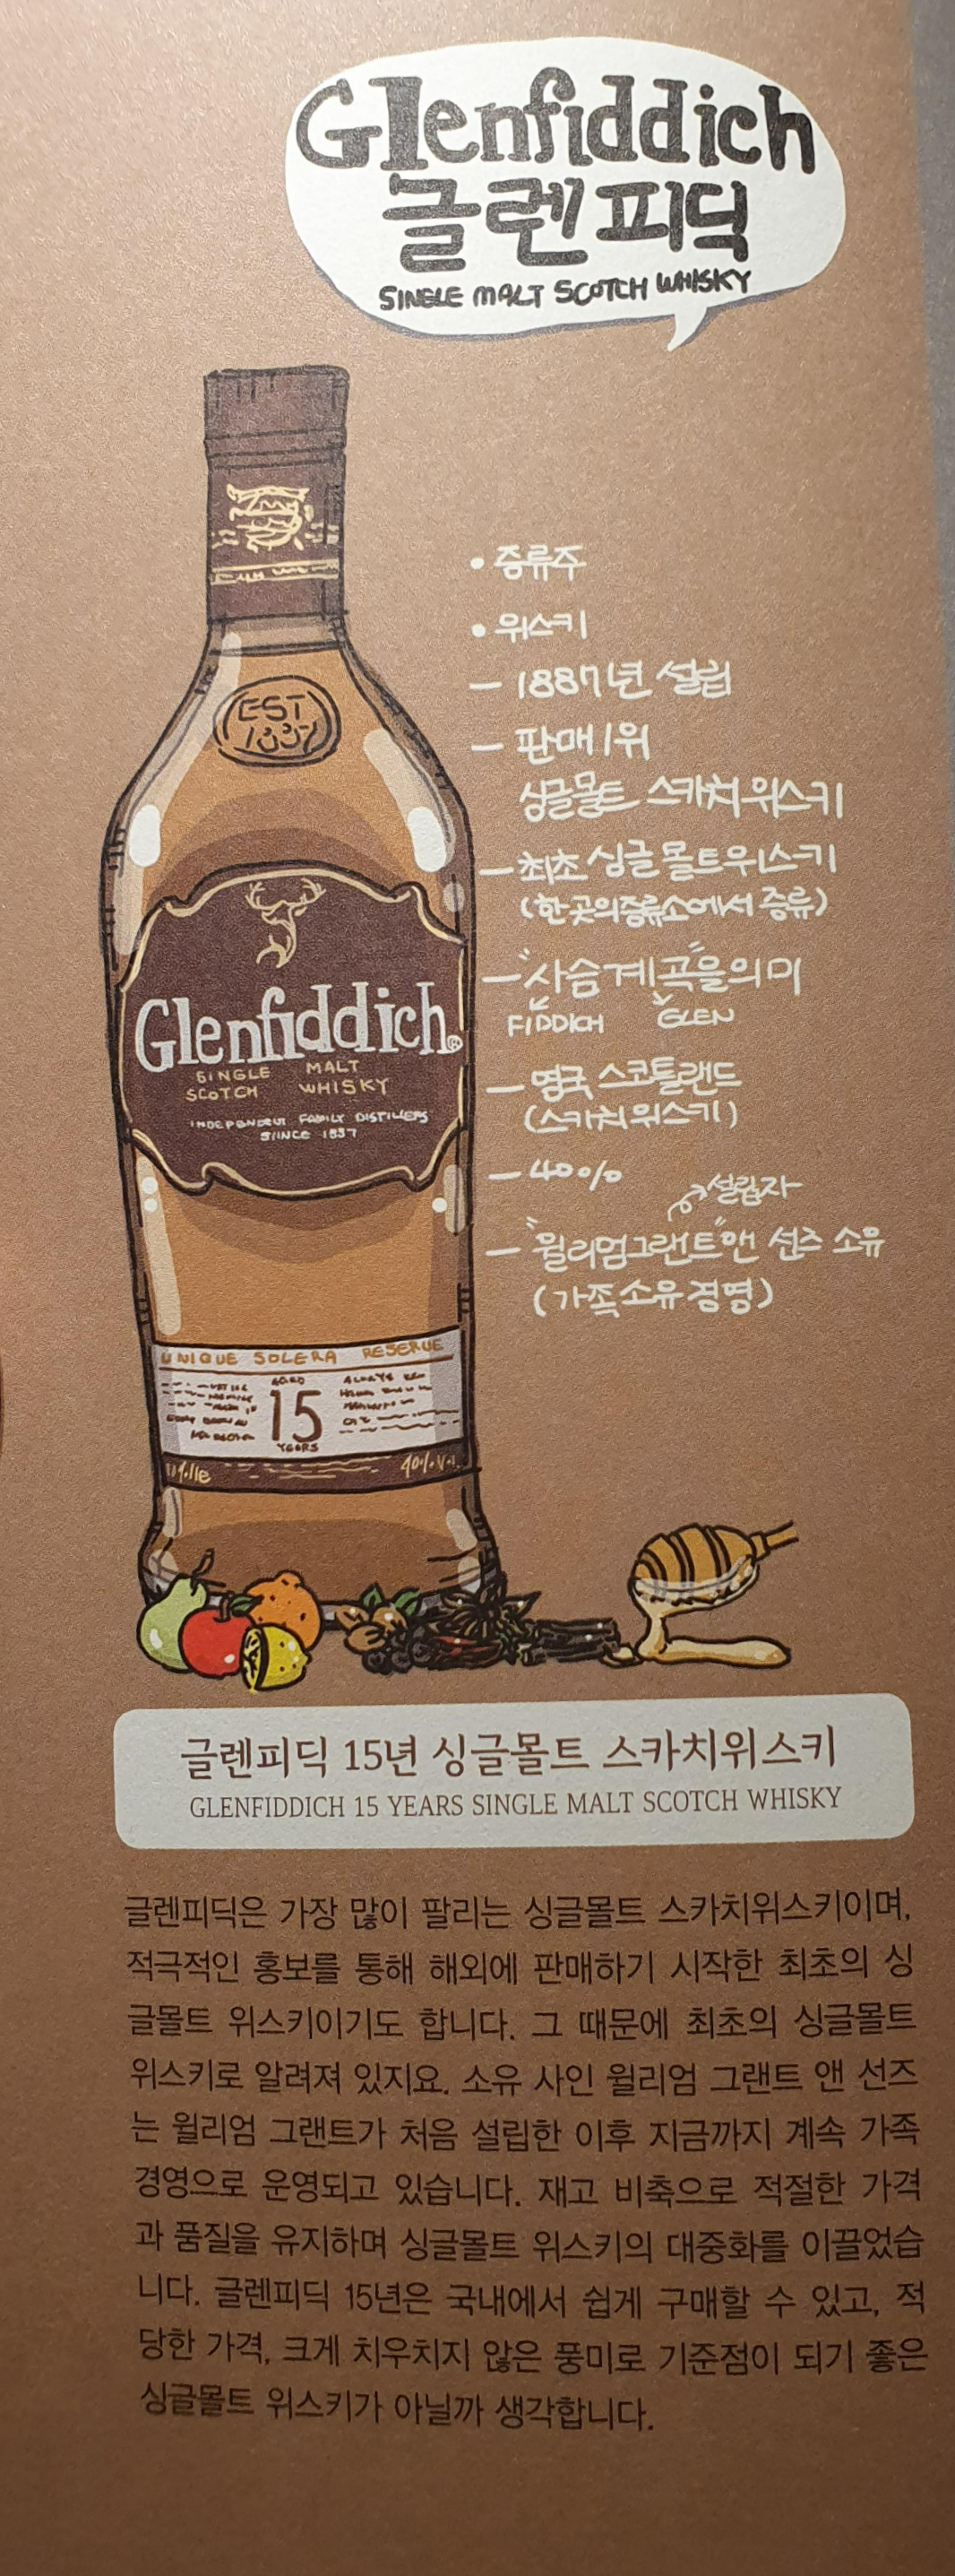 Glenfiddich
글렌피딕
SINGLE MALT SCOTCH WHISKY
• 증류주
• 위스키
– 1887년 설립
– 판매 1위
싱글몰트 스카치 위스키
– 최초 싱글 몰트위스키
(한 곳의 증류소에서 증류)
– "사슴 계곡"을 의미
FIDDICH GLEN
– 영국 스코틀랜드
(스카치 위스키)
– 40%
설립자
– "윌리엄그랜트"앤 선즈 소유
(가족 소유 경영)
EST
Glenfiddich®
SINGLE MALT
SCOTCH WHISKY
INDEPENDENT FAMILY DISTILLERS
SINCE
UNIQUE SOLERA RESERVE
AGED
15
YEARS
글렌피딕 15년 싱글몰트 스카치위스키
GLENFIDDICH 15 YEARS SINGLE MALT SCOTCH WHISKY
글렌피딕은 가장 많이 팔리는 싱글몰트 스카치위스키이며,
적극적인 홍보를 통해 해외에 판매하기 시작한 최초의 싱
글몰트 위스키이기도 합니다. 그 때문에 최초의 싱글몰트
위스키로 알려져 있지요. 소유 사인 윌리엄 그랜트 앤 선즈
는 윌리엄 그랜트가 처음 설립한 이후 지금까지 계속 가족
경영으로 운영되고 있습니다. 재고 비축으로 적절한 가격
과 품질을 유지하며 싱글몰트 위스키의 대중화를 이끌었습
니다. 글렌피딕 15년은 국내에서 쉽게 구매할 수 있고, 적
당한 가격, 크게 치우치지 않은 풍미로 기준점이 되기 좋은
싱글몰트 위스키가 아닐까 생각합니다.